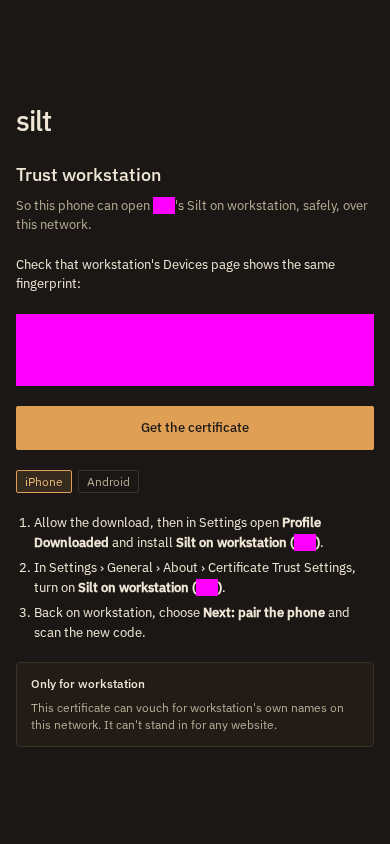 silt
Trust workstation
So this phone can open 's Silt on workstation, safely, over
this network.
Check that workstation's Devices page shows the same
fingerprint:
Get the certificate
iPhone
Android
1. Allow the download, then in Settings open Profile
Downloaded and install Silt on workstation ().
2. In Settings › General › About › Certificate Trust Settings,
turn on Silt on workstation ().
3. Back on workstation, choose Next: pair the phone and
scan the new code.
Only for workstation
This certificate can vouch for workstation's own names on
this network. It can't stand in for any website.